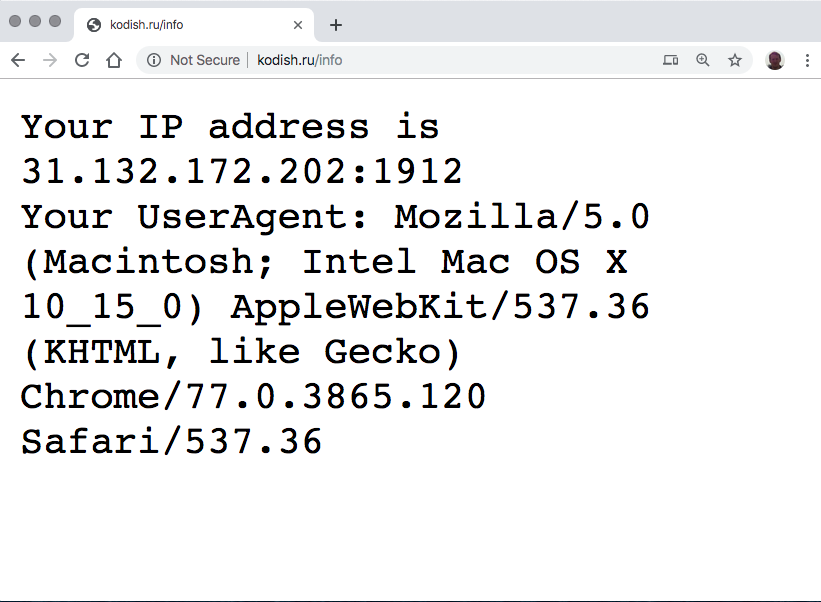 kodish.ru/info
Not Secure kodish.ru/info
Your IP address is
31.132.172.202:1912
Your UserAgent: Mozilla/5.0
(Macintosh; Intel Mac OS X
10_15_0) AppleWebKit/537.36
(KHTML, like Gecko)
Chrome/77.0.3865.120
Safari/537.36